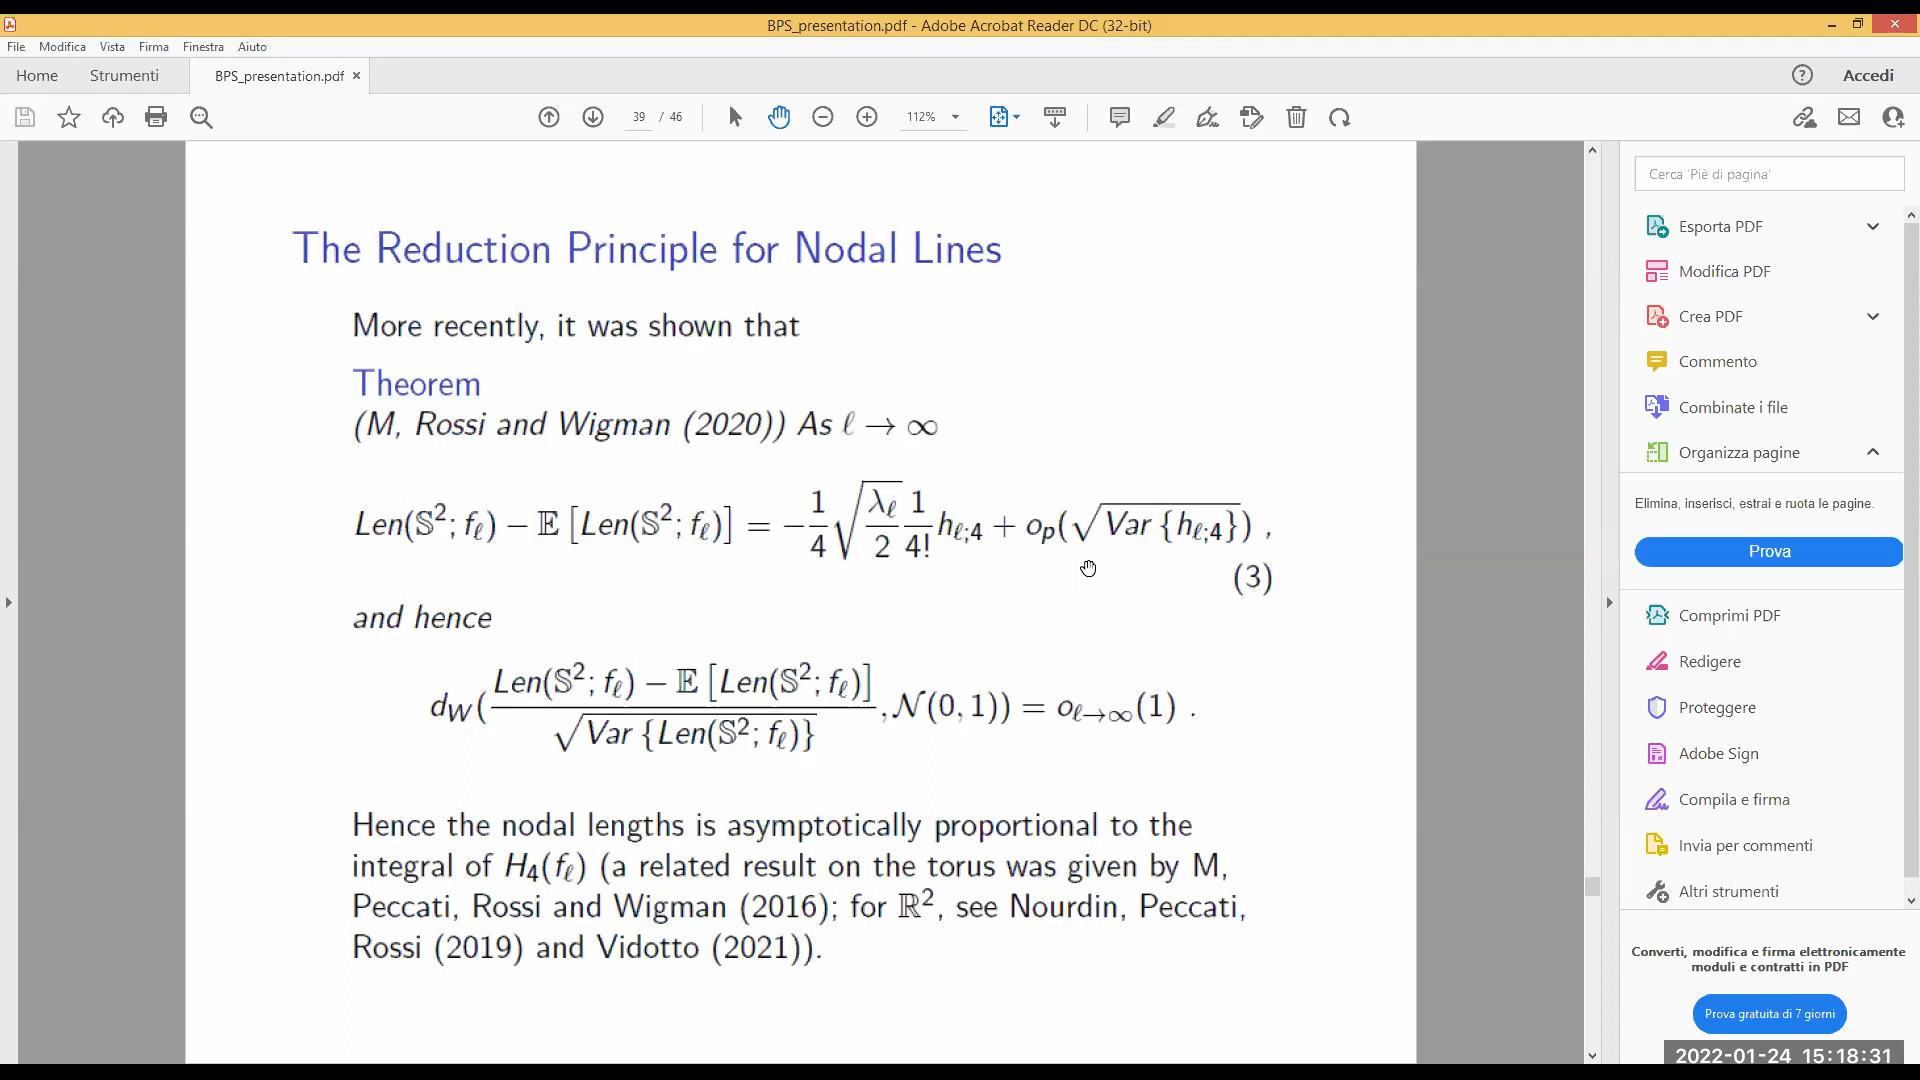 BPS_presentation.pdf - Adobe Acrobat Reader DC (32-bit)
File Modifica Vista Firma Finestra Aiuto
Home Strumenti BPS_presentation.pdf × Accedi
39 / 46 112%
Cerca 'Piè di pagina'
Esporta PDF
Modifica PDF
Crea PDF
Commento
Combinate i file
Organizza pagine
Elimina, inserisci, estrai e ruota le pagine.
Prova
Comprimi PDF
Redigere
Proteggere
Adobe Sign
Compila e firma
Invia per commenti
Altri strumenti
Converti, modifica e firma elettronicamente
moduli e contratti in PDF
Prova gratuita di 7 giorni
2022-01-24 15:18:31
The Reduction Principle for Nodal Lines
More recently, it was shown that
Theorem
(M, Rossi and Wigman (2020)) As ℓ → ∞
Len(𝕊²; f_ℓ) − 𝔼 [Len(𝕊²; f_ℓ)] = −1/4 √(λ_ℓ/2) 1/4! h_{ℓ;4} + o_p(√(Var {h_{ℓ;4}})) ,
(3)
and hence
d_W( (Len(𝕊²; f_ℓ) − 𝔼 [Len(𝕊²; f_ℓ)]) / √(Var {Len(𝕊²; f_ℓ)}) , 𝒩(0, 1)) = o_{ℓ→∞}(1) .
Hence the nodal lengths is asymptotically proportional to the
integral of H₄(f_ℓ) (a related result on the torus was given by M,
Peccati, Rossi and Wigman (2016); for ℝ², see Nourdin, Peccati,
Rossi (2019) and Vidotto (2021)).